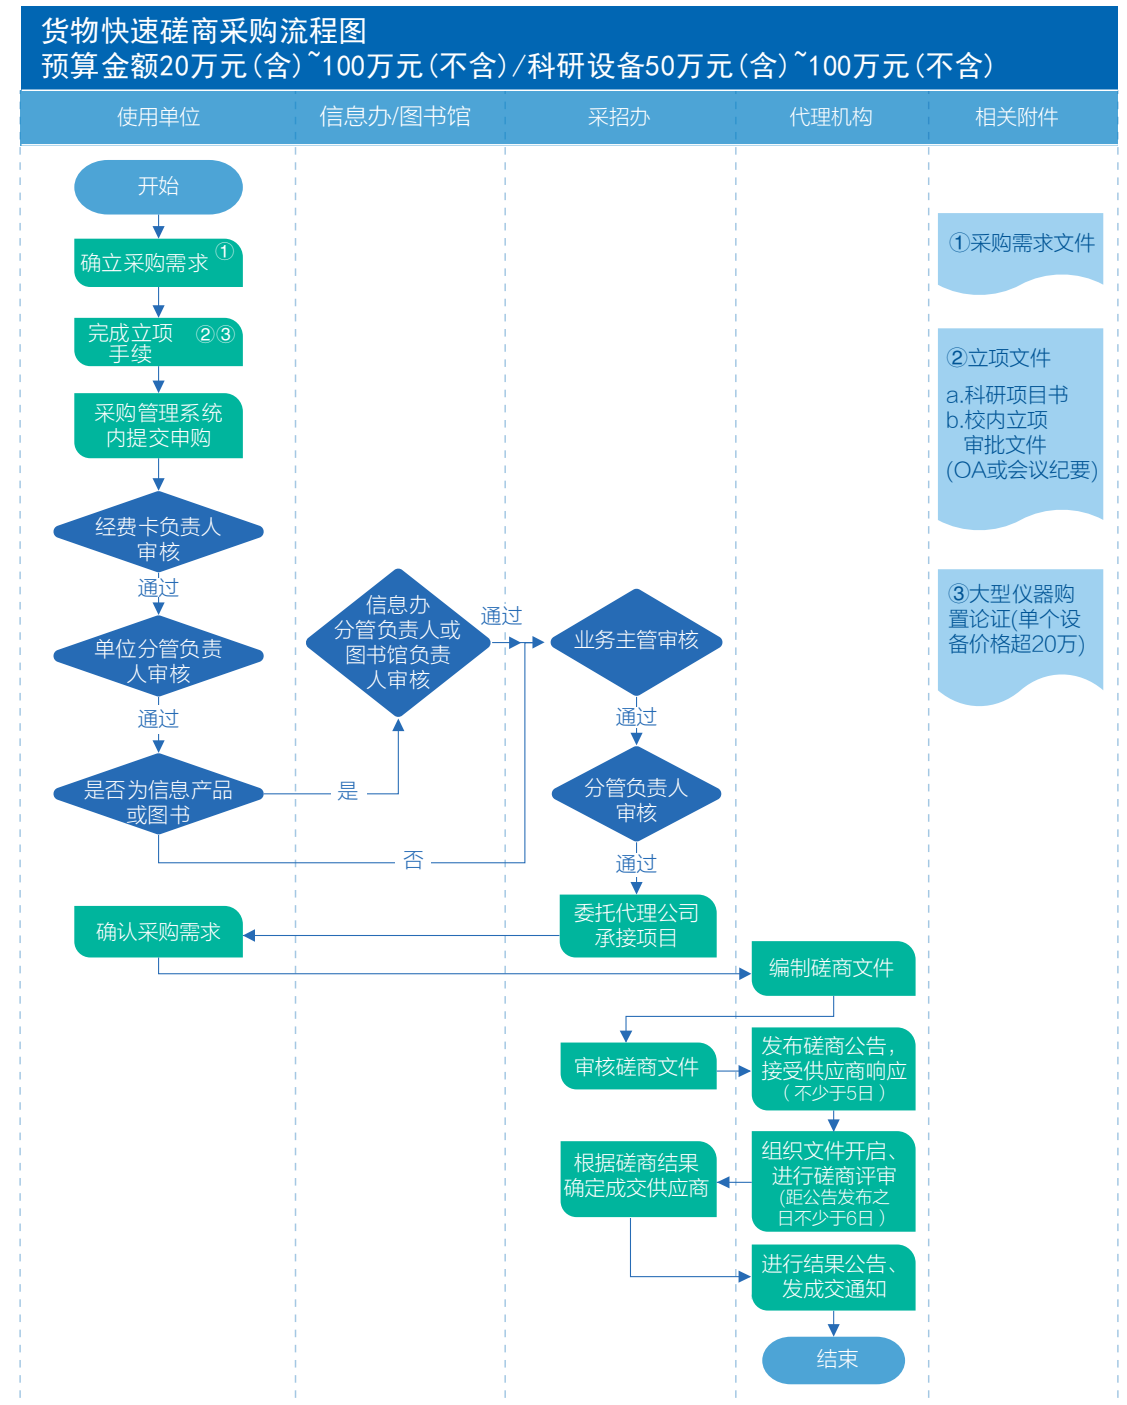 货物快速磋商采购流程图
预算金额20万元(含)~100万元(不含)/科研设备50万元(含)~100万元(不含)
使用单位
信息办/图书馆
采招办
代理机构
相关附件
开始
确立采购需求 ①
完成立项 ②③
手续
采购管理系统
内提交申购
经费卡负责人
审核
通过
单位分管负责
人审核
通过
是否为信息产品
或图书
是
否
信息办
分管负责人或
图书馆负责
人审核
通过
业务主管审核
通过
分管负责人
审核
通过
委托代理公司
承接项目
确认采购需求
编制磋商文件
审核磋商文件
发布磋商公告,
接受供应商响应
(不少于5日)
组织文件开启、
进行磋商评审
(距公告发布之
日不少于6日)
根据磋商结果
确定成交供应商
进行结果公告、
发成交通知
结束
①采购需求文件
②立项文件
a.科研项目书
b.校内立项
审批文件
(OA或会议纪要)
③大型仪器购
置论证(单个设
备价格超20万)